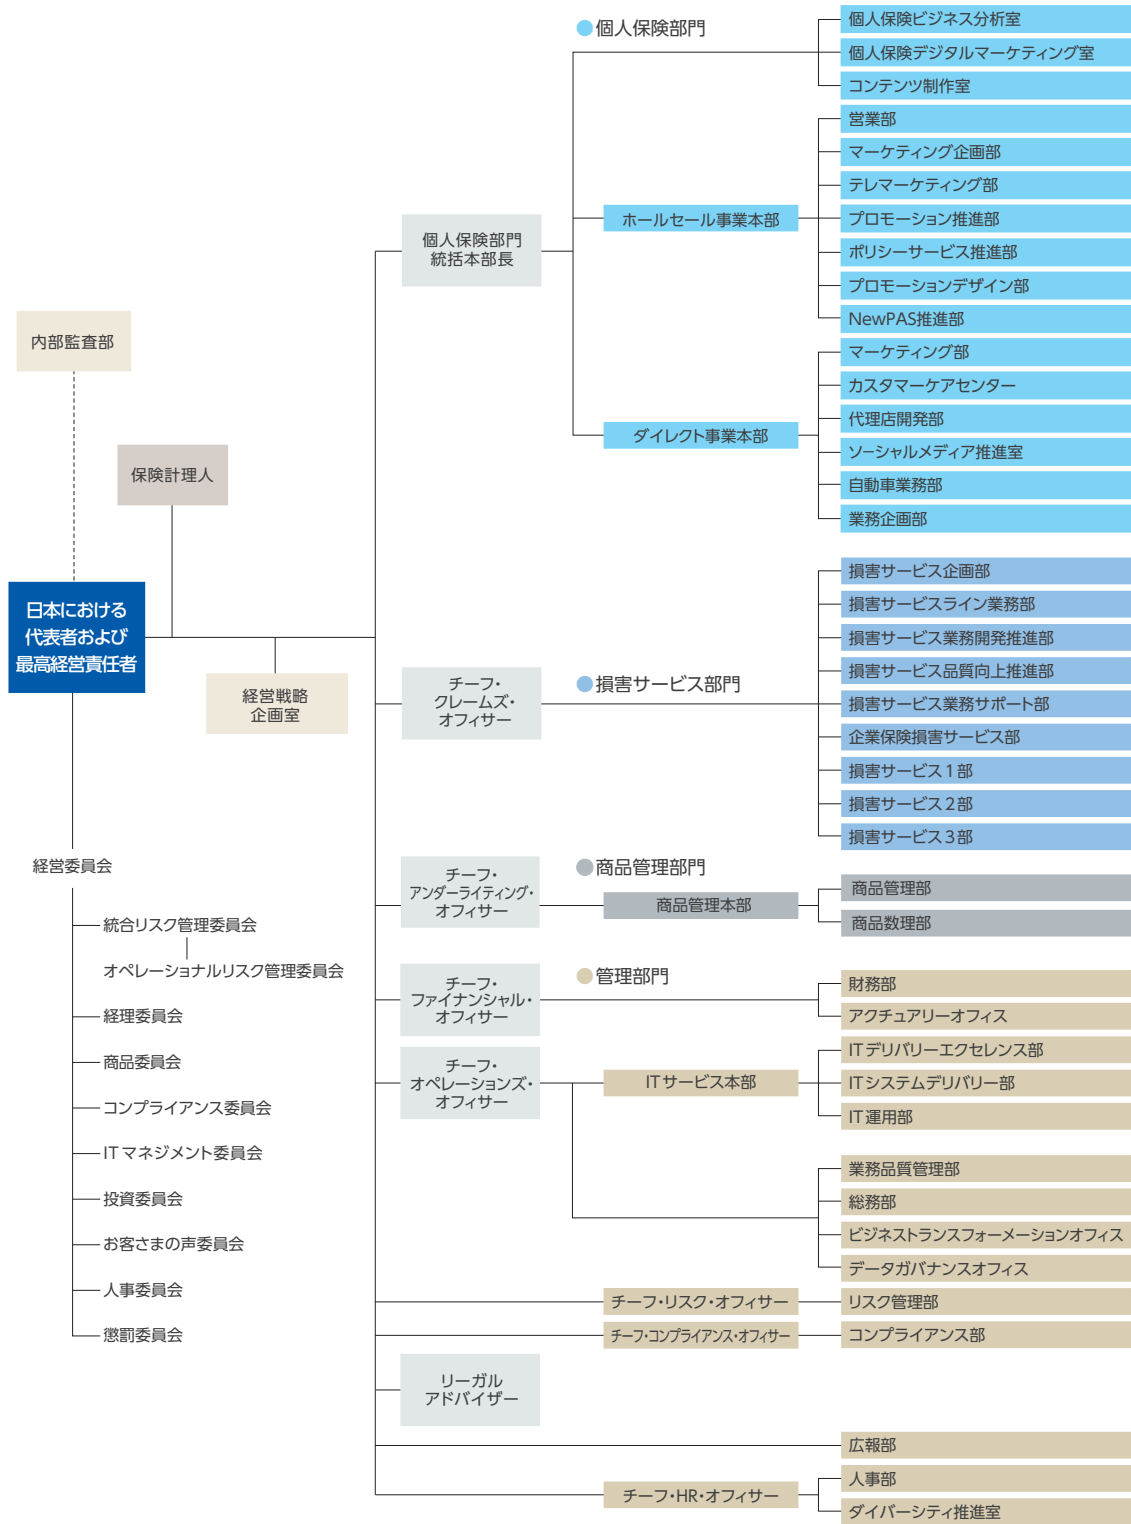 ●個人保険部門
個人保険ビジネス分析室
個人保険デジタルマーケティング室
コンテンツ制作室
営業部
マーケティング企画部
テレマーケティング部
ホールセール事業本部
プロモーション推進部
ポリシーサービス推進部
プロモーションデザイン部
NewPAS推進部
個人保険部門
統括本部長
マーケティング部
カスタマーケアセンター
代理店開発部
ダイレクト事業本部
ソーシャルメディア推進室
自動車業務部
業務企画部
内部監査部
保険計理人
日本における
代表者および
最高経営責任者
経営戦略
企画室
チーフ・
クレームズ・
オフィサー
●損害サービス部門
損害サービス企画部
損害サービスライン業務部
損害サービス業務開発推進部
損害サービス品質向上推進部
損害サービス業務サポート部
企業保険損害サービス部
損害サービス1部
損害サービス2部
損害サービス3部
経営委員会
統合リスク管理委員会
オペレーショナルリスク管理委員会
経理委員会
商品委員会
コンプライアンス委員会
ITマネジメント委員会
投資委員会
お客さまの声委員会
人事委員会
懲罰委員会
チーフ・
アンダーライティング・
オフィサー
●商品管理部門
商品管理本部
商品管理部
商品数理部
チーフ・
ファイナンシャル・
オフィサー
●管理部門
財務部
アクチュアリーオフィス
チーフ・
オペレーションズ・
オフィサー
ITサービス本部
ITデリバリーエクセレンス部
ITシステムデリバリー部
IT運用部
業務品質管理部
総務部
ビジネストランスフォーメーションオフィス
データガバナンスオフィス
チーフ・リスク・オフィサー
リスク管理部
チーフ・コンプライアンス・オフィサー
コンプライアンス部
リーガル
アドバイザー
広報部
チーフ・HR・オフィサー
人事部
ダイバーシティ推進室